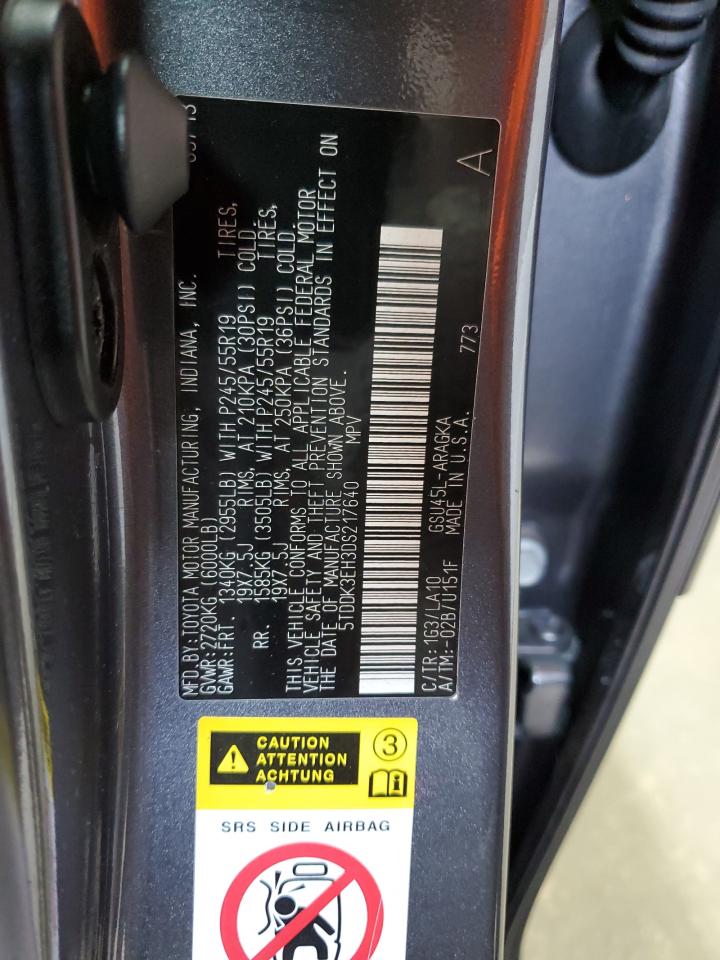 MFD.BY:TOYOTA MOTOR MANUFACTURING, INDIANA, INC.
GVWR:2720KG (6000LB)
GAWR:FRT. 1340KG (2955LB) WITH P245/55R19 TIRES,
19X7.5J RIMS, AT 210KPA (30PSI) COLD.
RR. 1585KG (3505LB) WITH P245/55R19 TIRES,
19X7.5J RIMS, AT 250KPA (36PSI) COLD.
THIS VEHICLE CONFORMS TO ALL APPLICABLE FEDERAL MOTOR
VEHICLE SAFETY AND THEFT PREVENTION STANDARDS IN EFFECT ON
THE DATE OF MANUFACTURE SHOWN ABOVE.
5TDDK3EH3DS217640 MPV
C/TR: 1G3/LA10 GSU45L-ARAGKA 773
A/TM:-02B/U151F MADE IN U.S.A.
A
CAUTION
ATTENTION
ACHTUNG
3
SRS SIDE AIRBAG